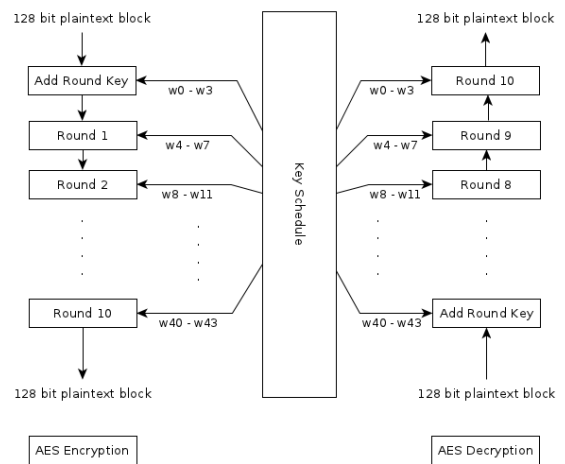 128 bit plaintext block
Add Round Key
w0 - w3
Round 1
w4 - w7
Round 2
w8 - w11
Round 10
w40 - w43
128 bit plaintext block
AES Encryption
Key Schedule
128 bit plaintext block
Round 10
w0 - w3
Round 9
w4 - w7
Round 8
w8 - w11
Add Round Key
w40 - w43
128 bit plaintext block
AES Decryption